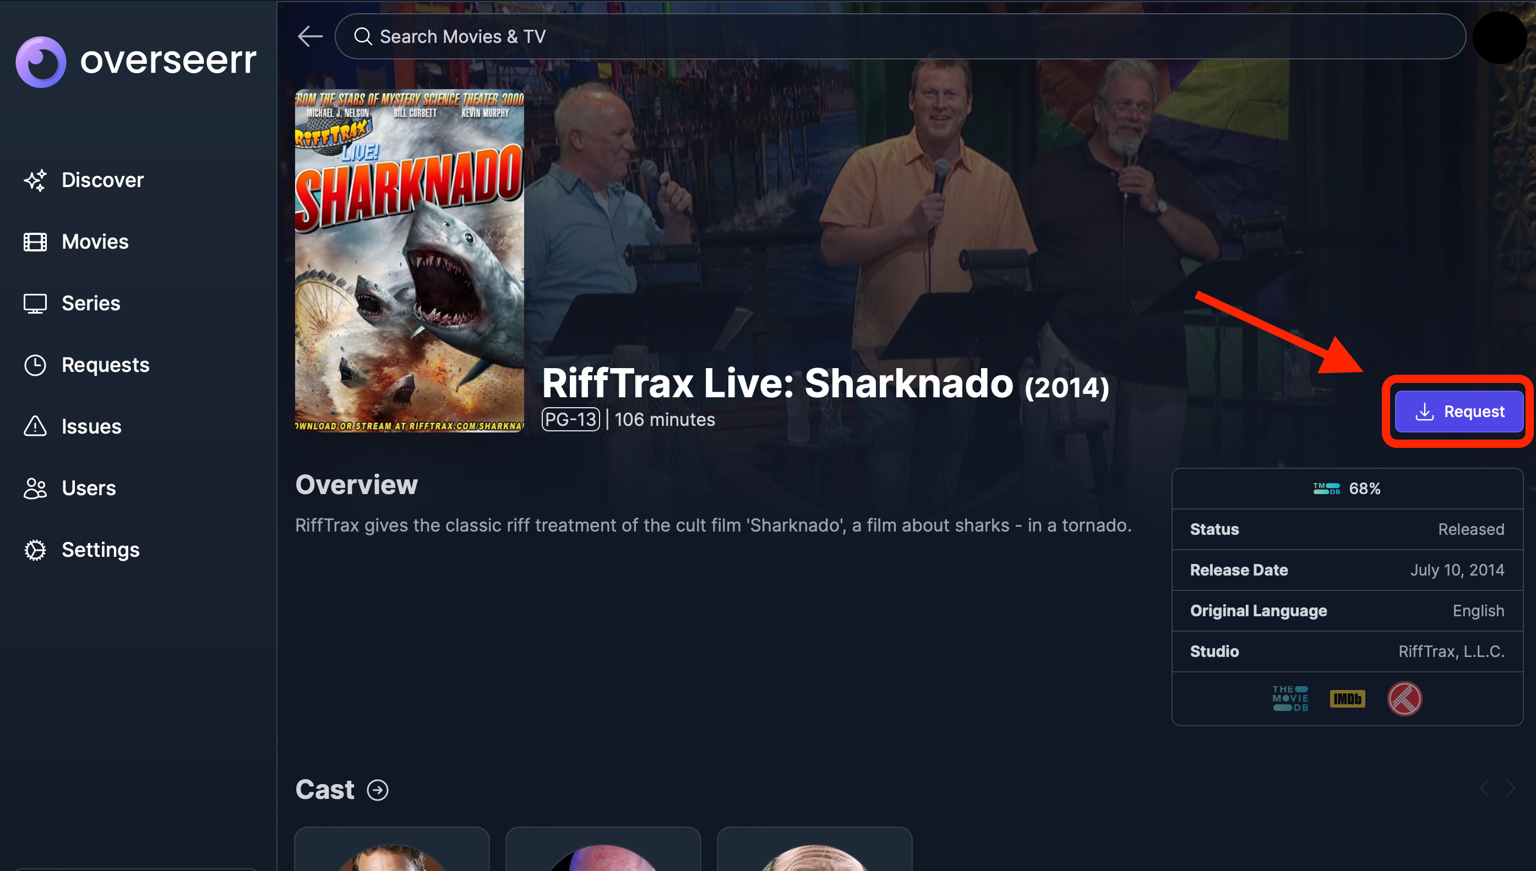 overseerr
Search Movies & TV
Discover
Movies
Series
Requests
Issues
Users
Settings
FROM THE STARS OF MYSTERY SCIENCE THEATER 3000
MICHAEL J. NELSON BILL CORBETT KEVIN MURPHY
RIFFTRAX
LIVE!
SHARKNADO
DOWNLOAD OR STREAM AT RIFFTRAX.COM/SHARKNA
RiffTrax Live: Sharknado (2014)
PG-13 | 106 minutes
Request
Overview
RiffTrax gives the classic riff treatment of the cult film 'Sharknado', a film about sharks - in a tornado.
TMDB 68%
Status Released
Release Date July 10, 2014
Original Language English
Studio RiffTrax, L.L.C.
THE MOVIE DB IMDb
Cast